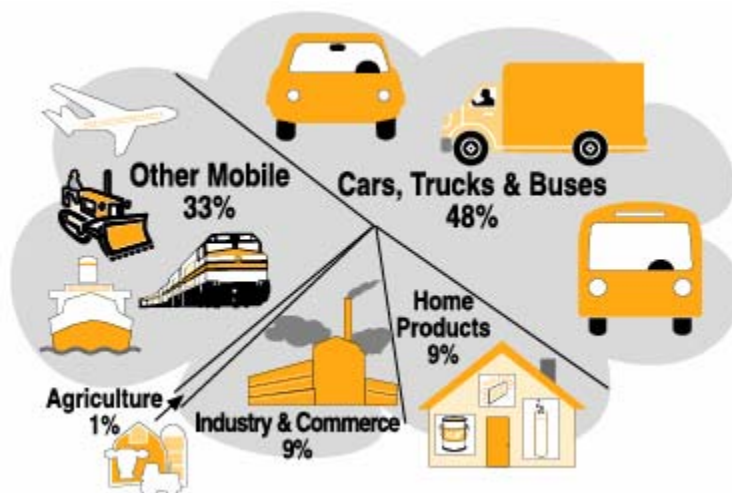 Other Mobile
33%
Cars, Trucks & Buses
48%
Home
Products
9%
Agriculture
1%
Industry & Commerce
9%